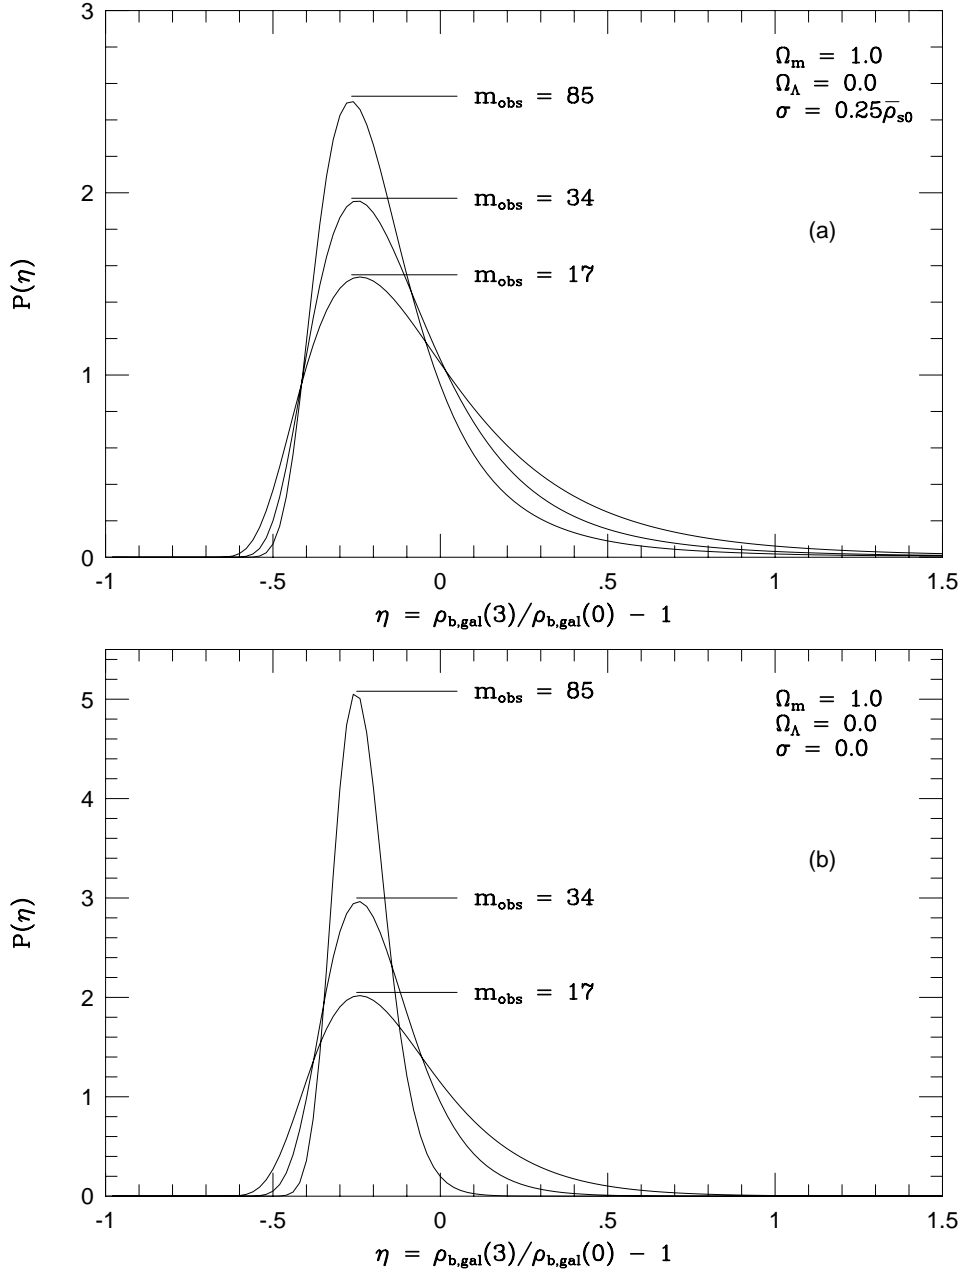 3
Ωm = 1.0
ΩΛ = 0.0
σ = 0.25ρ̅s0
mobs = 85
2
mobs = 34
(a)
mobs = 17
P(η)
1
0
-1 -.5 0 .5 1 1.5
η = ρb,gal(3)/ρb,gal(0) − 1
5
mobs = 85
Ωm = 1.0
ΩΛ = 0.0
σ = 0.0
4
(b)
3
mobs = 34
P(η)
2
mobs = 17
1
0
-1 -.5 0 .5 1 1.5
η = ρb,gal(3)/ρb,gal(0) − 1